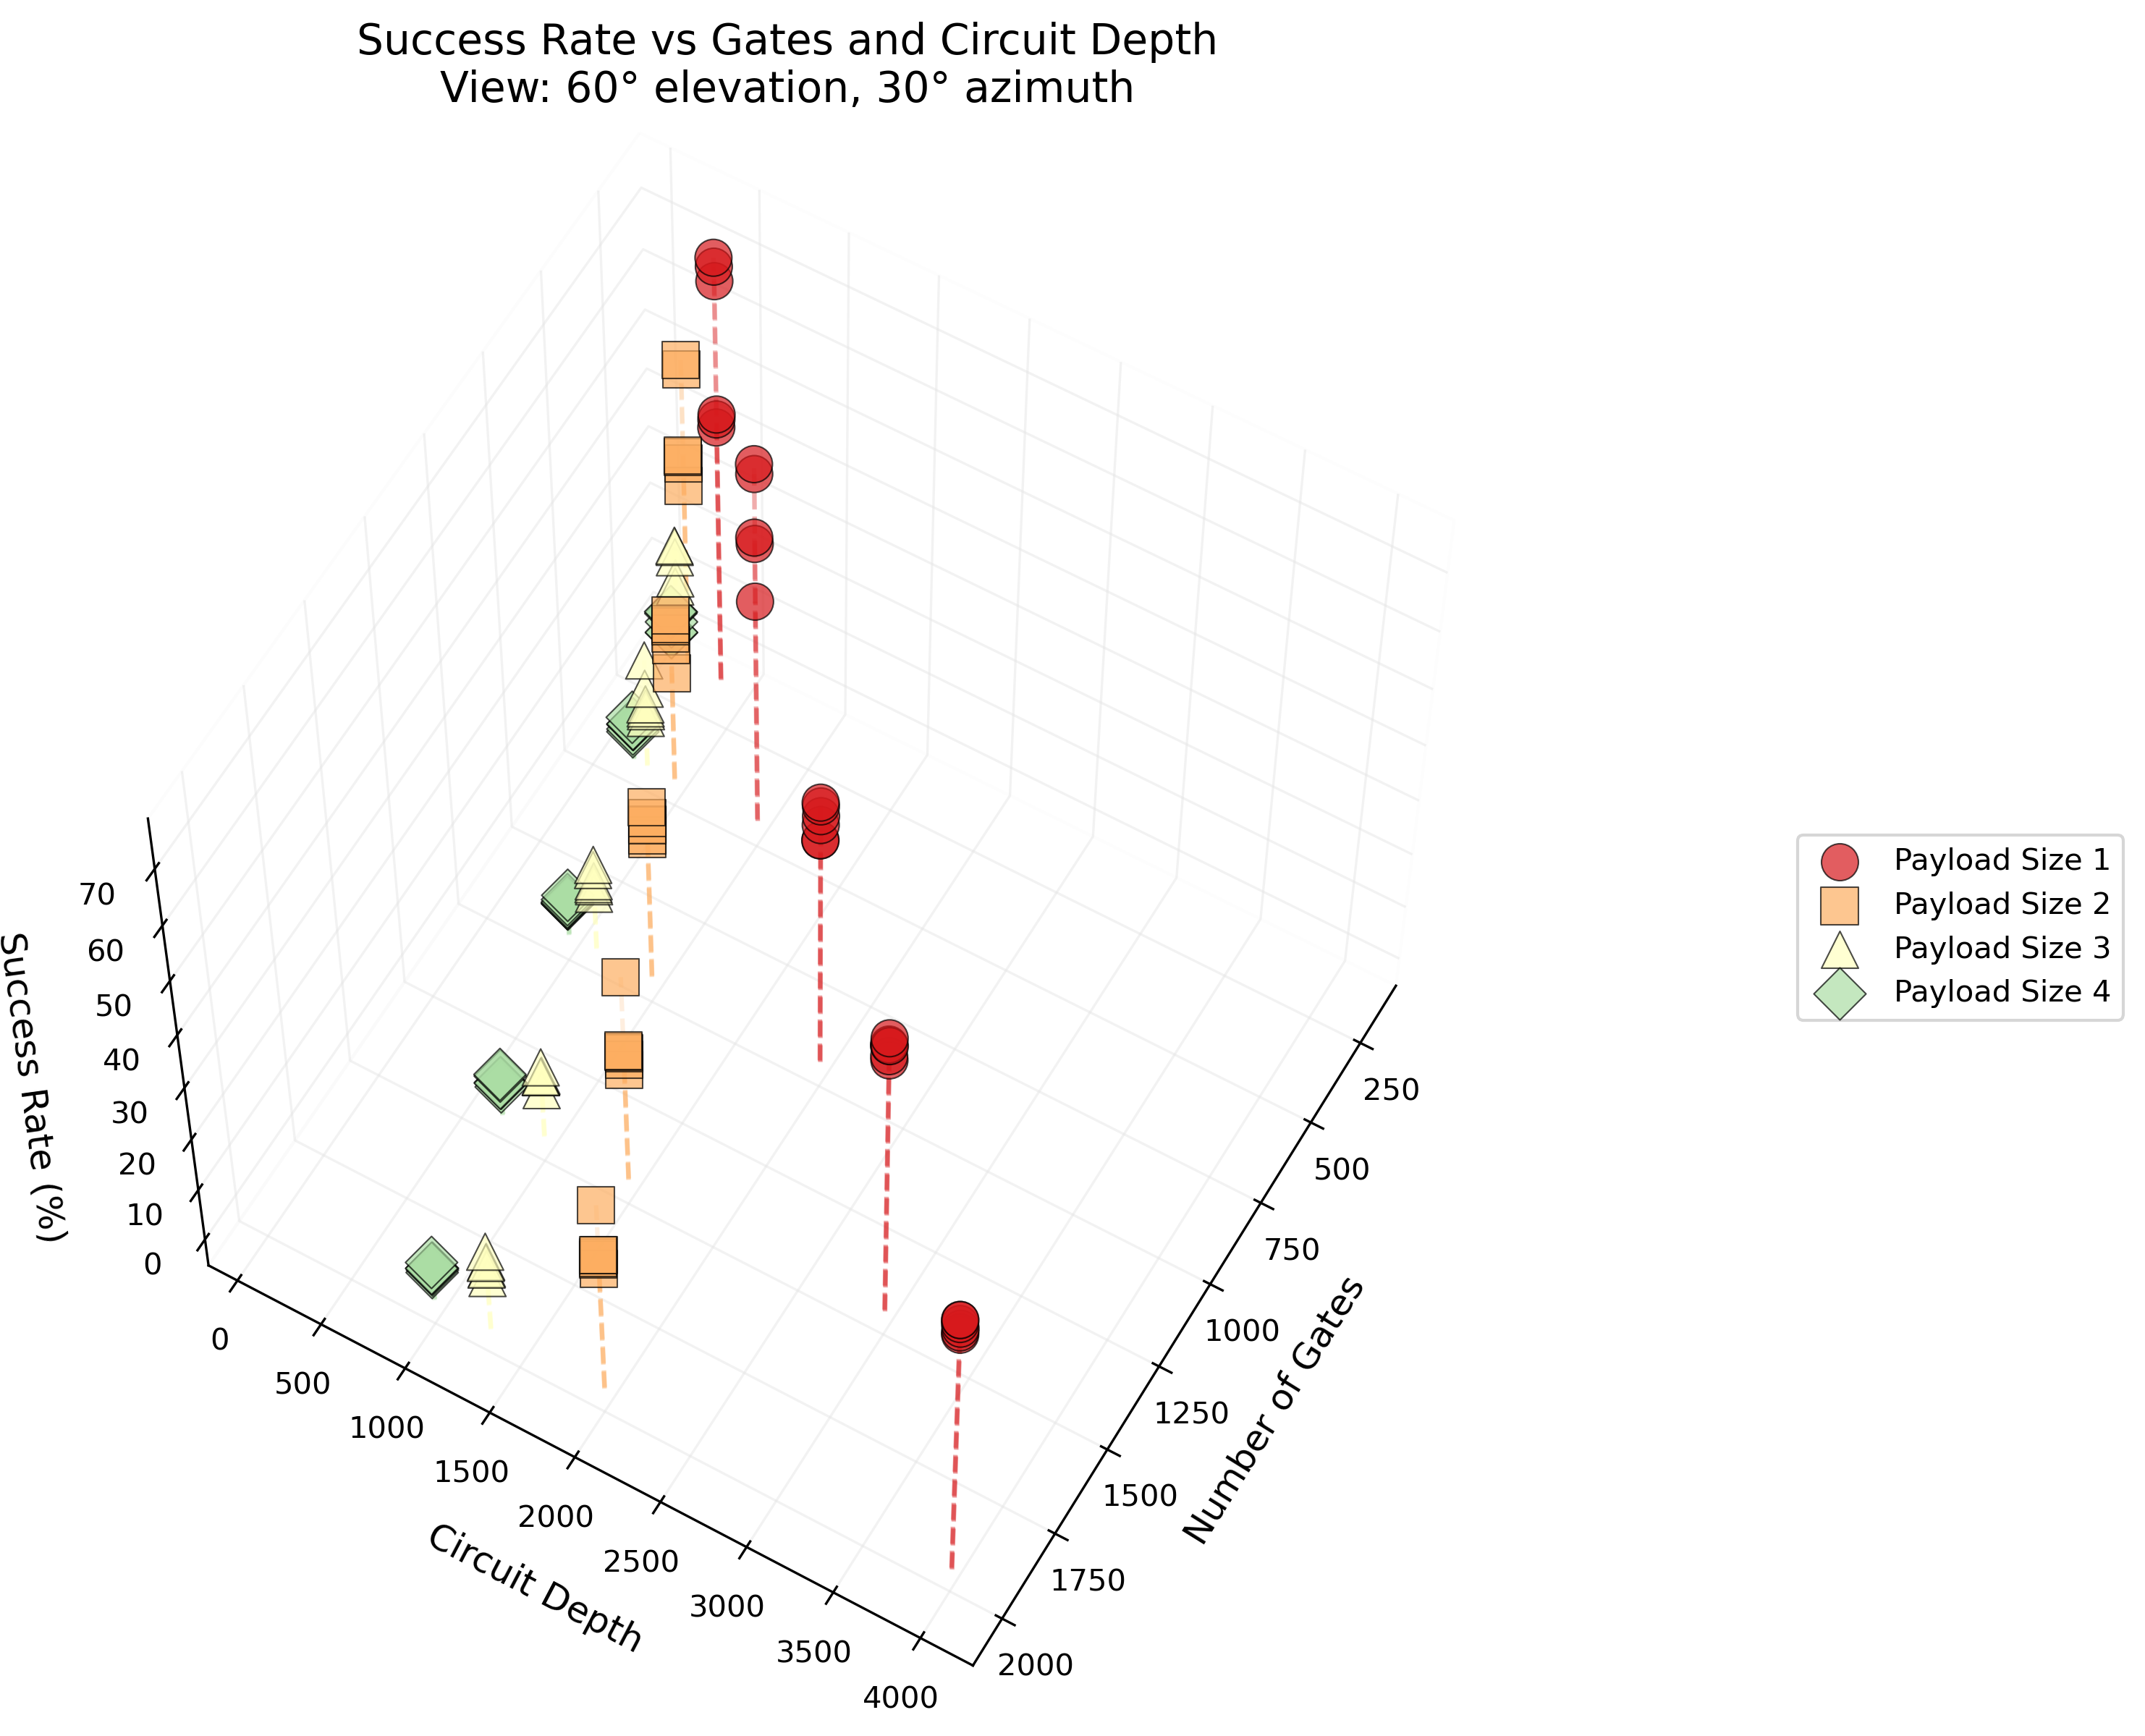 Success Rate vs Gates and Circuit Depth
View: 60° elevation, 30° azimuth
70
60
50
40
30
20
10
0
Success Rate (%)
0
500
1000
1500
2000
2500
3000
3500
4000
Circuit Depth
250
500
750
1000
1250
1500
1750
2000
Number of Gates
Payload Size 1
Payload Size 2
Payload Size 3
Payload Size 4